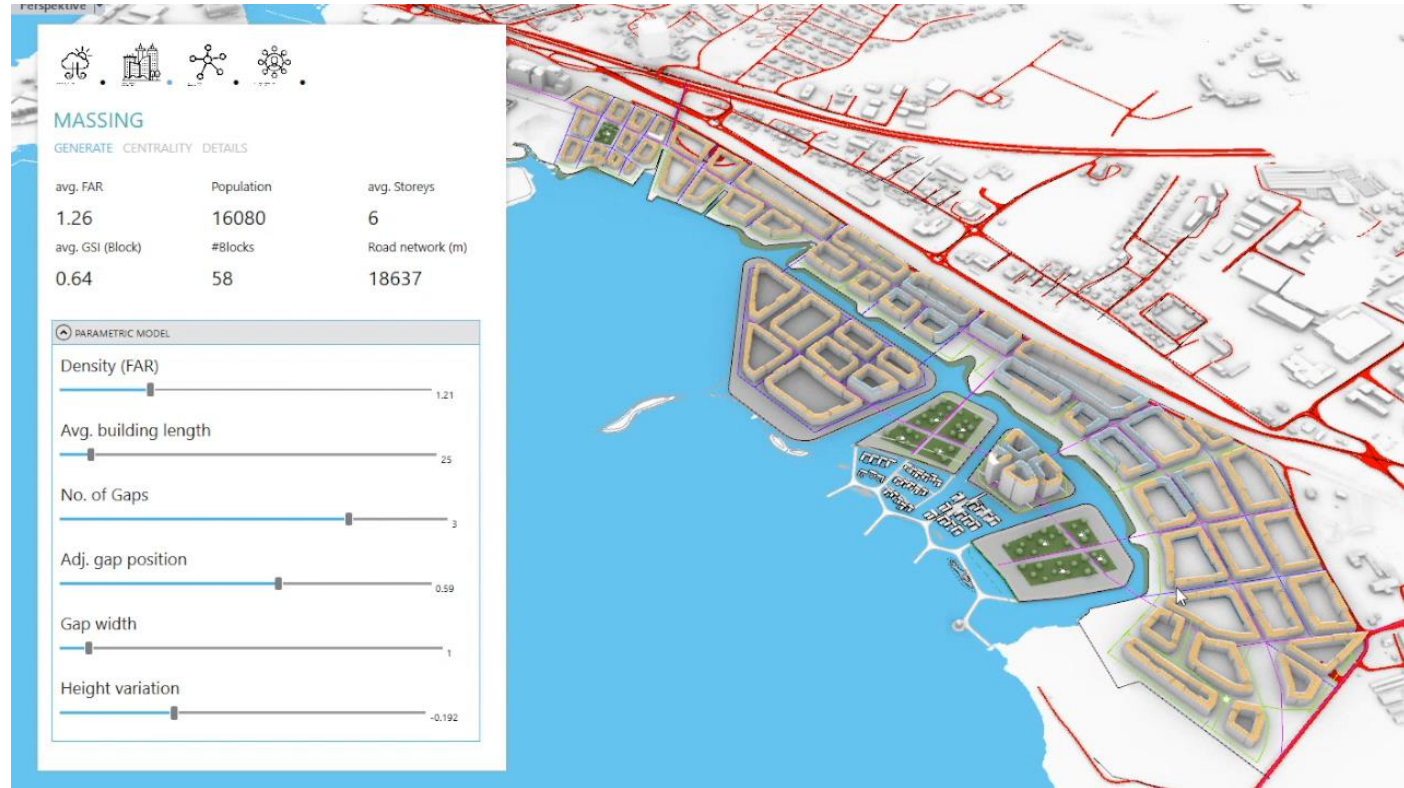 Perspektive
MASSING
GENERATE CENTRALITY DETAILS
avg. FAR Population avg. Storeys
1.26 16080 6
avg. GSI (Block) #Blocks Road network (m)
0.64 58 18637
PARAMETRIC MODEL
Density (FAR)
1.21
Avg. building length
25
No. of Gaps
3
Adj. gap position
0.59
Gap width
1
Height variation
-0.192